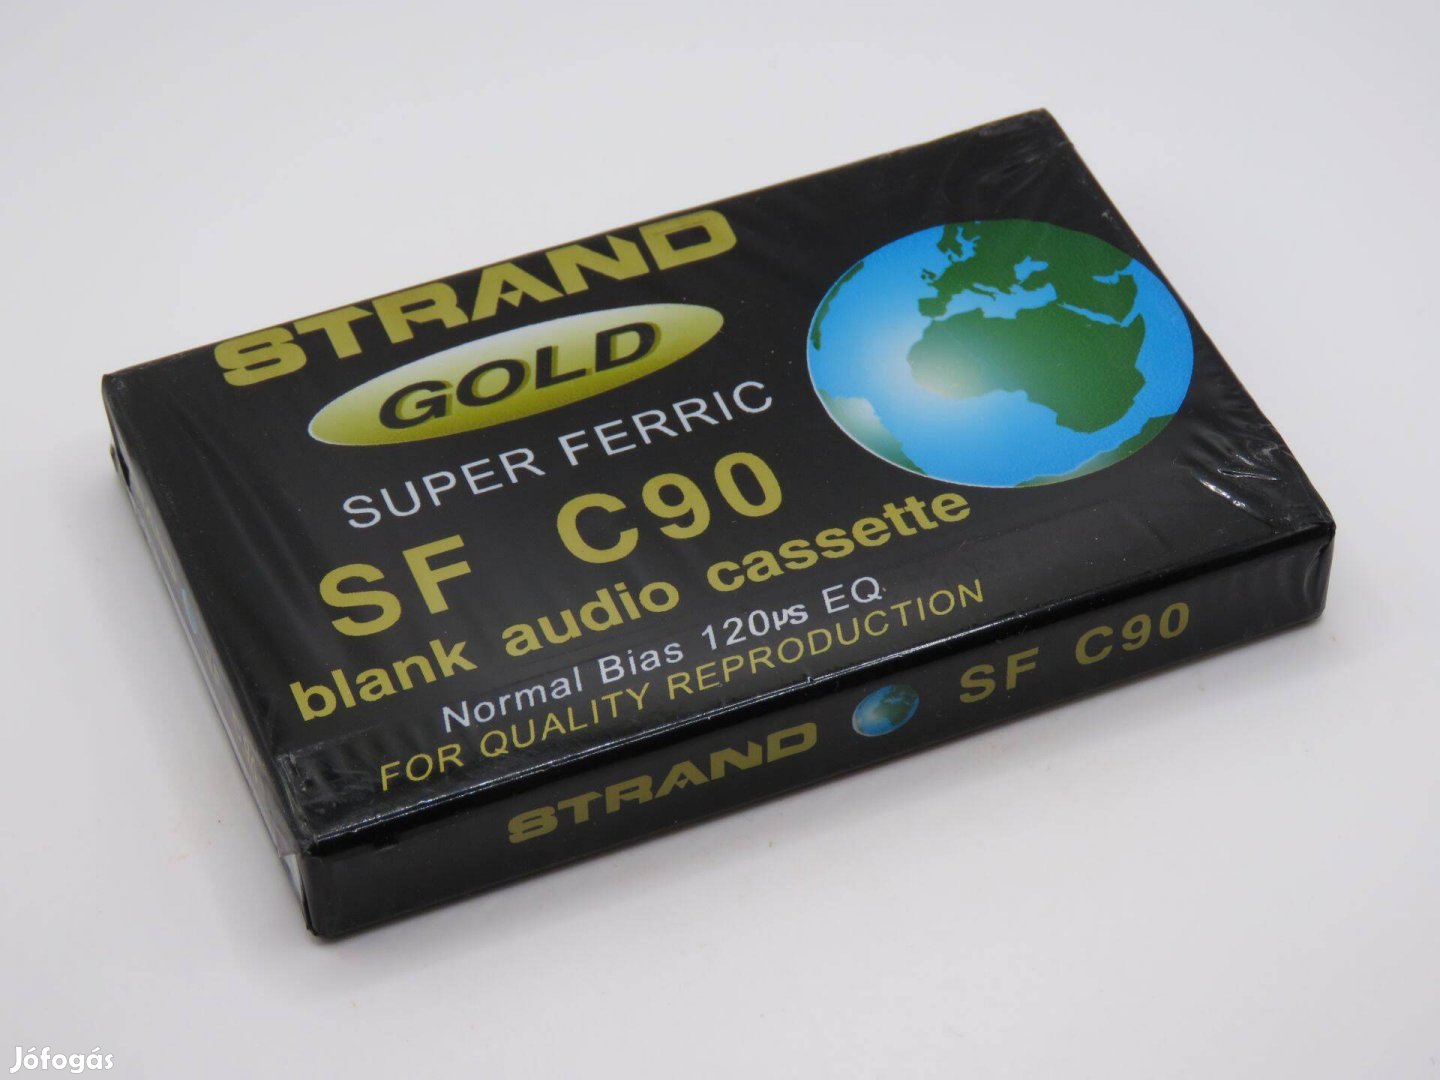 STRAND
GOLD
SUPER FERRIC
SF C90
blank audio cassette
Normal Bias 120µs EQ
FOR QUALITY REPRODUCTION
STRAND SF C90
Jófogás